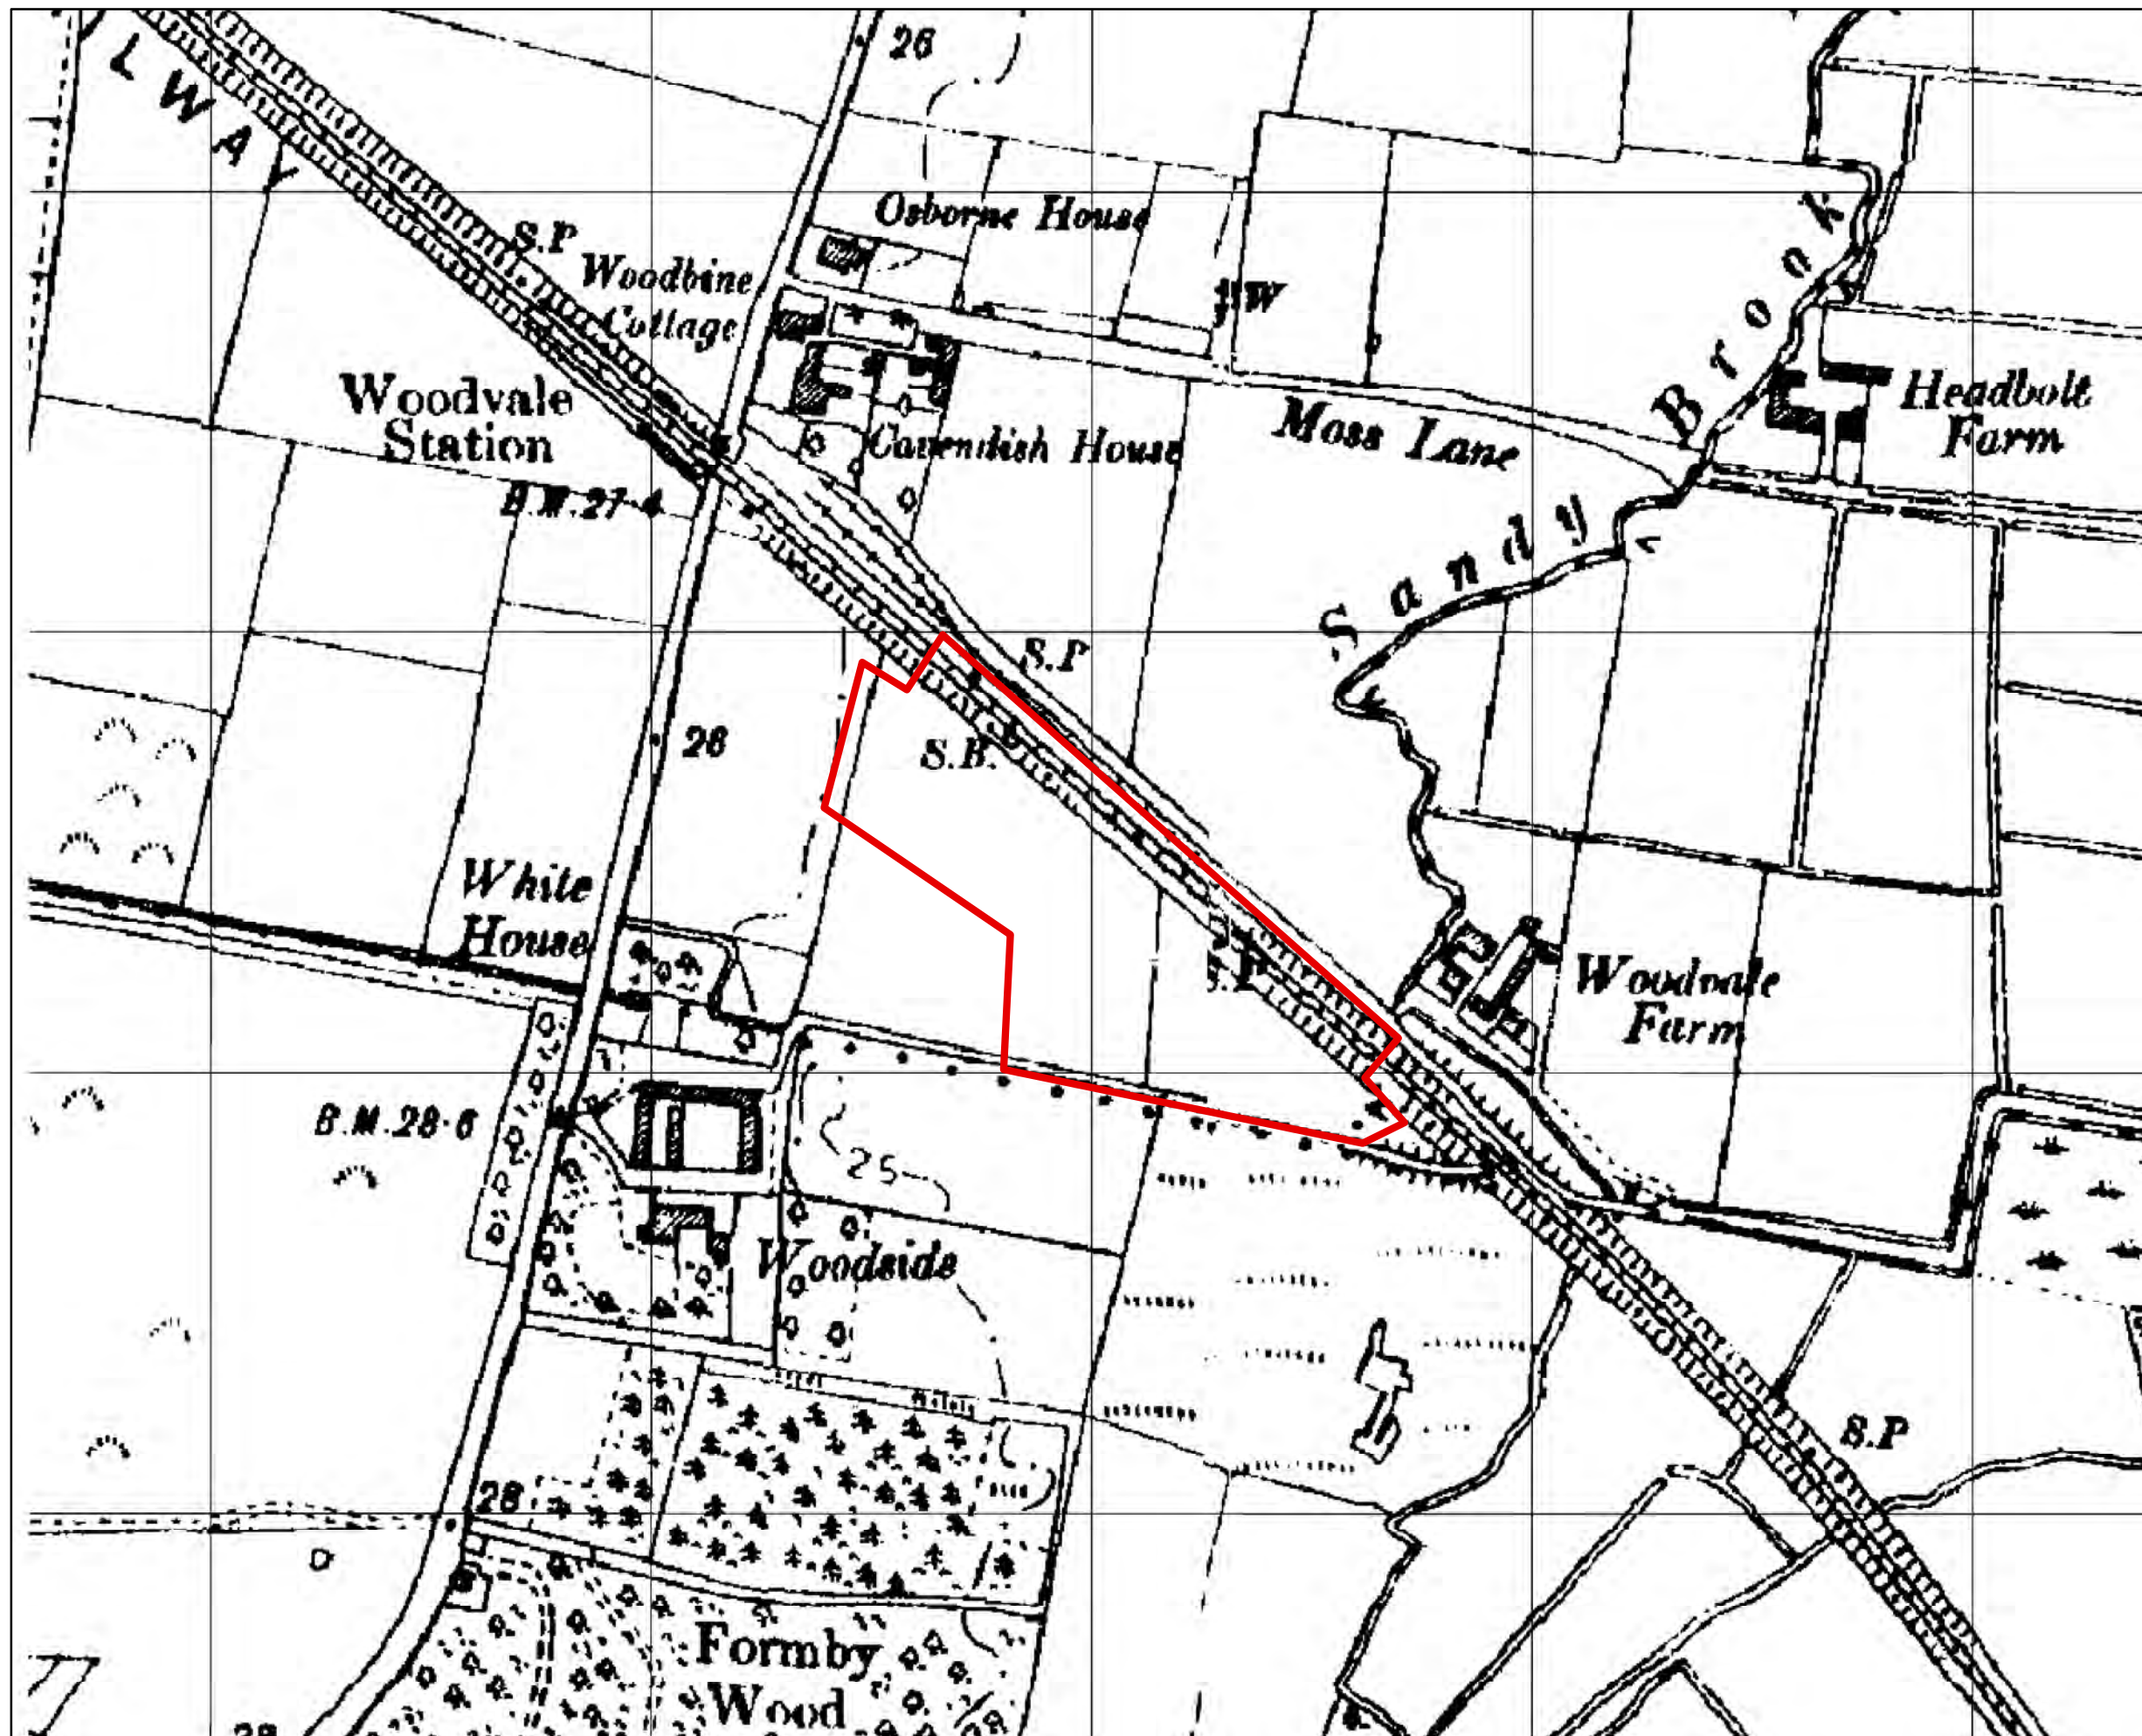 26
LWAY
Osborne House
S.P
Woodbine
Cottage
W
Woodvale
Station
Headbolt
Farm
Moss Lane
Cavendish House
B.M.27·4
Sandy Brook
S.P
26
S.B.
White
House
Woodvale
Farm
B.M.28·6
25
Woodside
S.P
28
Formby
Wood